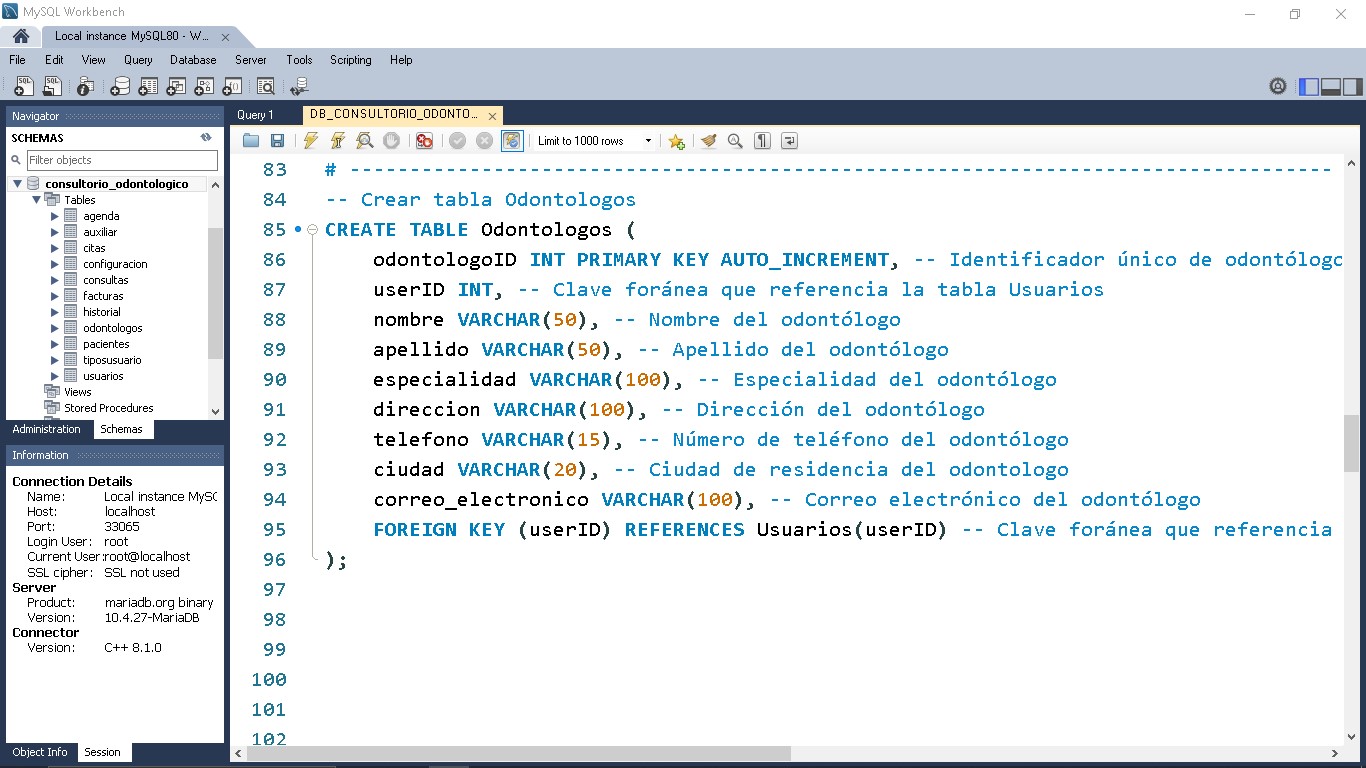 MySQL Workbench
Local instance MySQL80 - W...
File Edit View Query Database Server Tools Scripting Help
Navigator
SCHEMAS
Filter objects
consultorio_odontologico
Tables
agenda
auxiliar
citas
configuracion
consultas
facturas
historial
odontologos
pacientes
tiposusuario
usuarios
Views
Stored Procedures
Administration Schemas
Information
Connection Details
Name: Local instance MySQ
Host: localhost
Port: 33065
Login User: root
Current User: root@localhost
SSL cipher: SSL not used
Server
Product: mariadb.org binary
Version: 10.4.27-MariaDB
Connector
Version: C++ 8.1.0
Object Info Session
Query 1 DB_CONSULTORIO_ODONTO...
Limit to 1000 rows
83 # ----------------------------------------------------------------------------------
84 -- Crear tabla Odontologos
85 CREATE TABLE Odontologos (
86 odontologoID INT PRIMARY KEY AUTO_INCREMENT, -- Identificador único de odontólogo
87 userID INT, -- Clave foránea que referencia la tabla Usuarios
88 nombre VARCHAR(50), -- Nombre del odontólogo
89 apellido VARCHAR(50), -- Apellido del odontólogo
90 especialidad VARCHAR(100), -- Especialidad del odontólogo
91 direccion VARCHAR(100), -- Dirección del odontólogo
92 telefono VARCHAR(15), -- Número de teléfono del odontólogo
93 ciudad VARCHAR(20), -- Ciudad de residencia del odontologo
94 correo_electronico VARCHAR(100), -- Correo electrónico del odontólogo
95 FOREIGN KEY (userID) REFERENCES Usuarios(userID) -- Clave foránea que referencia
96 );
97
98
99
100
101
102